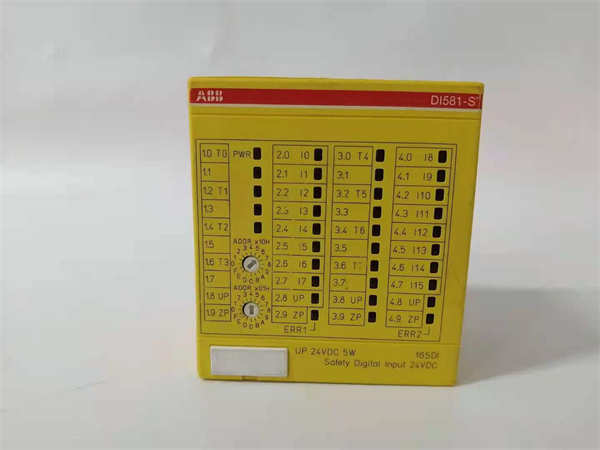 ABB DI581-S
1.0 T0 PWR 2.0 I0 3.0 T4 4.0 I8
1.1 2.1 I1 3.1 4.1 I9
1.2 T1 2.2 I2 3.2 T5 4.2 I10
1.3 2.3 I3 3.3 4.3 I11
1.4 T2 2.4 I4 3.4 T6 4.4 I12
ADDR x10H
1.5 2.5 I5 3.5 4.5 I13
1.6 T3 2.6 I6 3.6 T7 4.6 I14
1.7 2.7 I7 3.7 4.7 I15
ADDR x01H
1.8 UP 2.8 UP 3.8 UP 4.8 UP
1.9 ZP 2.9 ZP 3.9 ZP 4.9 ZP
ERR1 ERR2
UP 24VDC 5W 16SDI
Safety Digital Input 24VDC